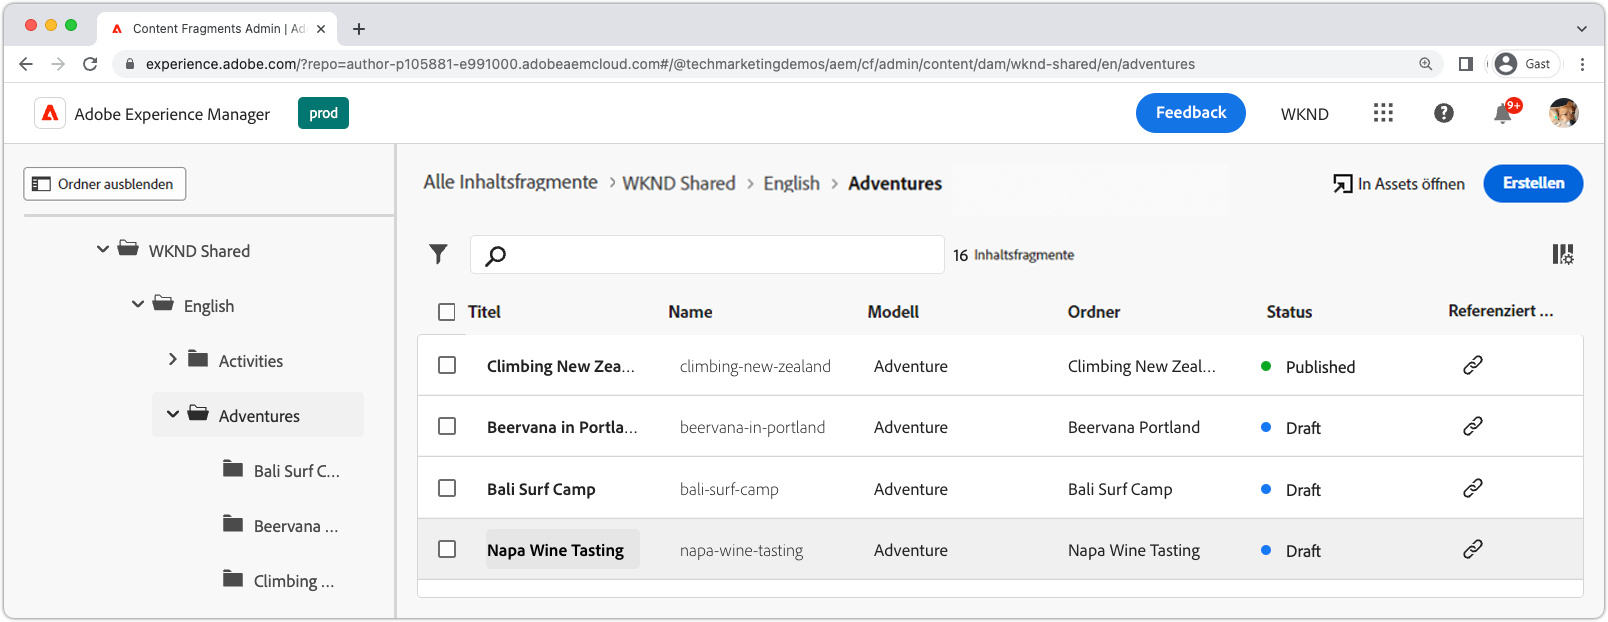 Content Fragments Admin | Ad
experience.adobe.com/?repo=author-p105881-e991000.adobeaemcloud.com#/@techmarketingdemos/aem/cf/admin/content/dam/wknd-shared/en/adventures
Gast
Adobe Experience Manager
prod
Feedback
WKND
9+
Ordner ausblenden
Alle Inhaltsfragmente > WKND Shared > English > Adventures
In Assets öffnen
Erstellen
WKND Shared
English
Activities
Adventures
Bali Surf C...
Beervana ...
Climbing ...
16 Inhaltsfragmente
Titel Name Modell Ordner Status Referenziert ...
Climbing New Zea... climbing-new-zealand Adventure Climbing New Zeal... Published
Beervana in Portla... beervana-in-portland Adventure Beervana Portland Draft
Bali Surf Camp bali-surf-camp Adventure Bali Surf Camp Draft
Napa Wine Tasting napa-wine-tasting Adventure Napa Wine Tasting Draft